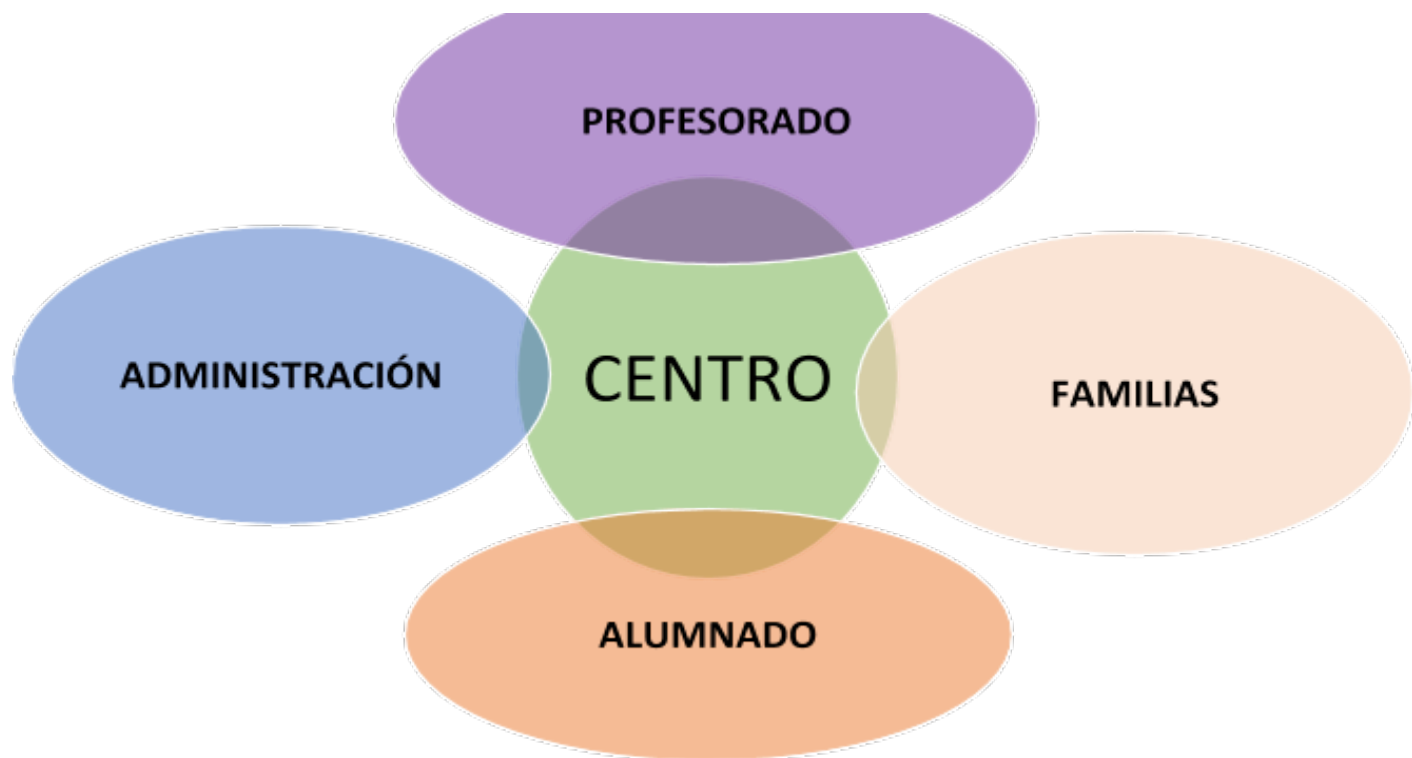 PROFESORADO
ADMINISTRACIÓN
CENTRO
FAMILIAS
ALUMNADO